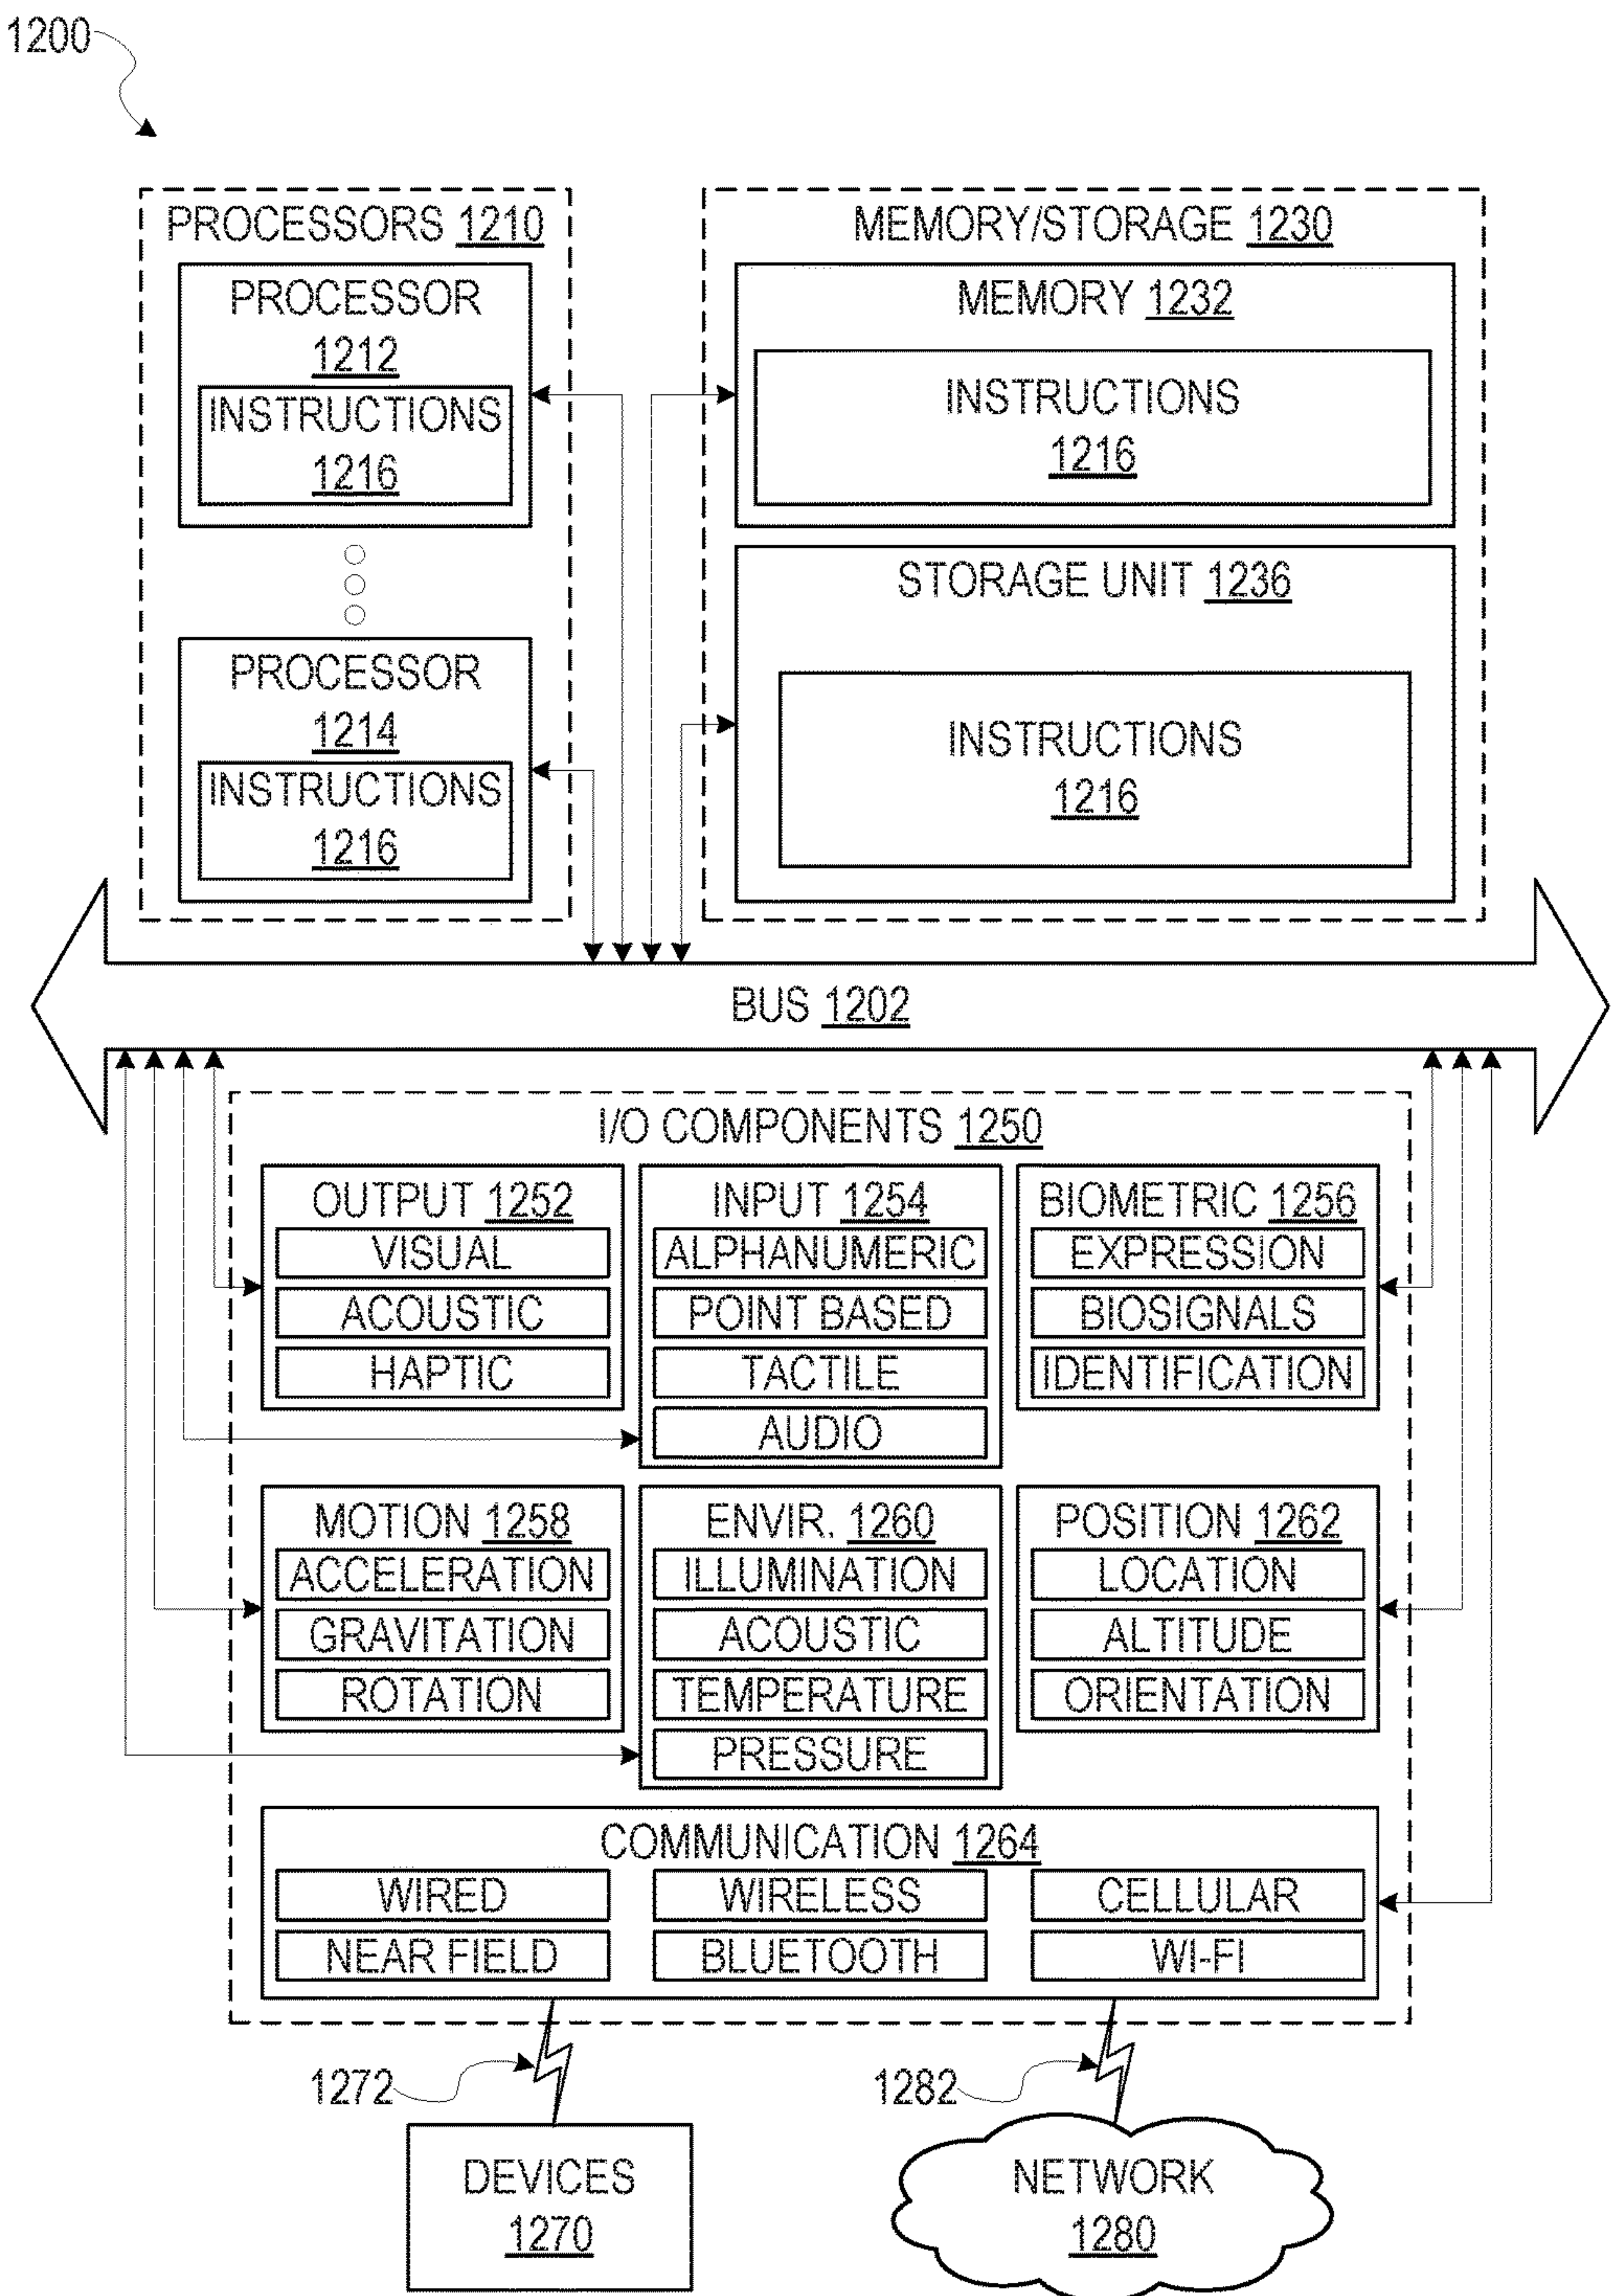 1200
PROCESSORS 1210
PROCESSOR
1212
INSTRUCTIONS
1216
PROCESSOR
1214
INSTRUCTIONS
1216
MEMORY/STORAGE 1230
MEMORY 1232
INSTRUCTIONS
1216
STORAGE UNIT 1236
INSTRUCTIONS
1216
BUS 1202
I/O COMPONENTS 1250
OUTPUT 1252
VISUAL
ACOUSTIC
HAPTIC
INPUT 1254
ALPHANUMERIC
POINT BASED
TACTILE
AUDIO
BIOMETRIC 1256
EXPRESSION
BIOSIGNALS
IDENTIFICATION
MOTION 1258
ACCELERATION
GRAVITATION
ROTATION
ENVIR. 1260
ILLUMINATION
ACOUSTIC
TEMPERATURE
PRESSURE
POSITION 1262
LOCATION
ALTITUDE
ORIENTATION
COMMUNICATION 1264
WIRED
WIRELESS
CELLULAR
NEAR FIELD
BLUETOOTH
WI-FI
1272
1282
DEVICES
1270
NETWORK
1280